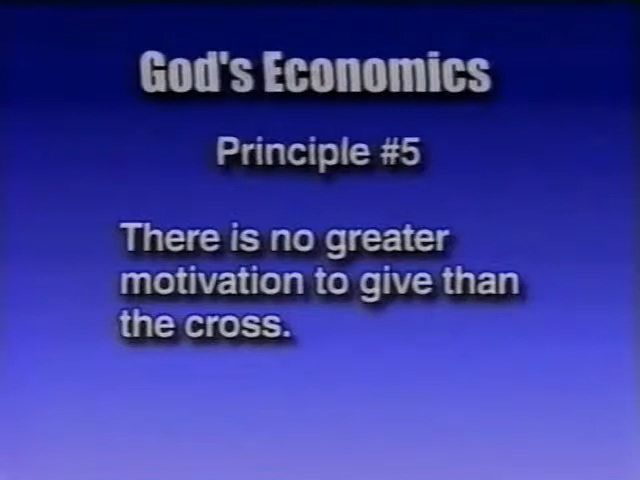 God's Economics
Principle #5
There is no greater
motivation to give than
the cross.